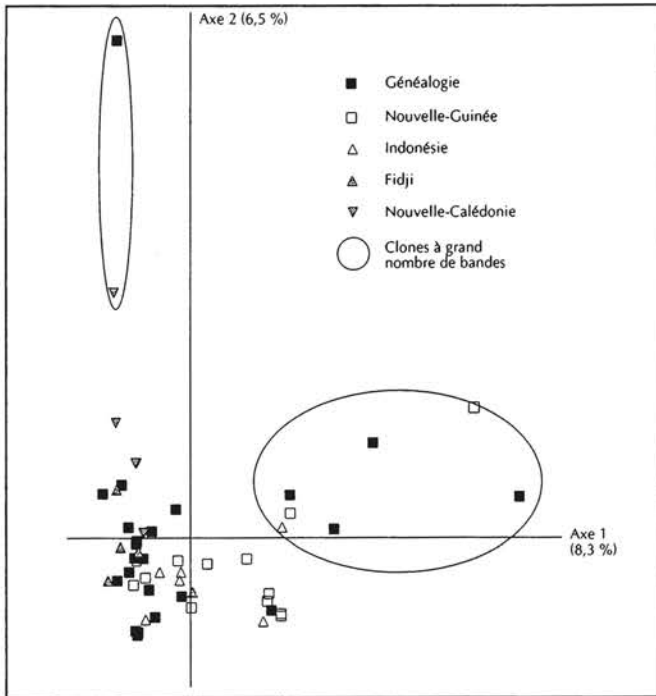 Axe 2 (6,5 %)
Généalogie
Nouvelle-Guinée
Indonésie
Fidji
Nouvelle-Calédonie
Clones à grand
nombre de bandes
Axe 1
(8,3 %)